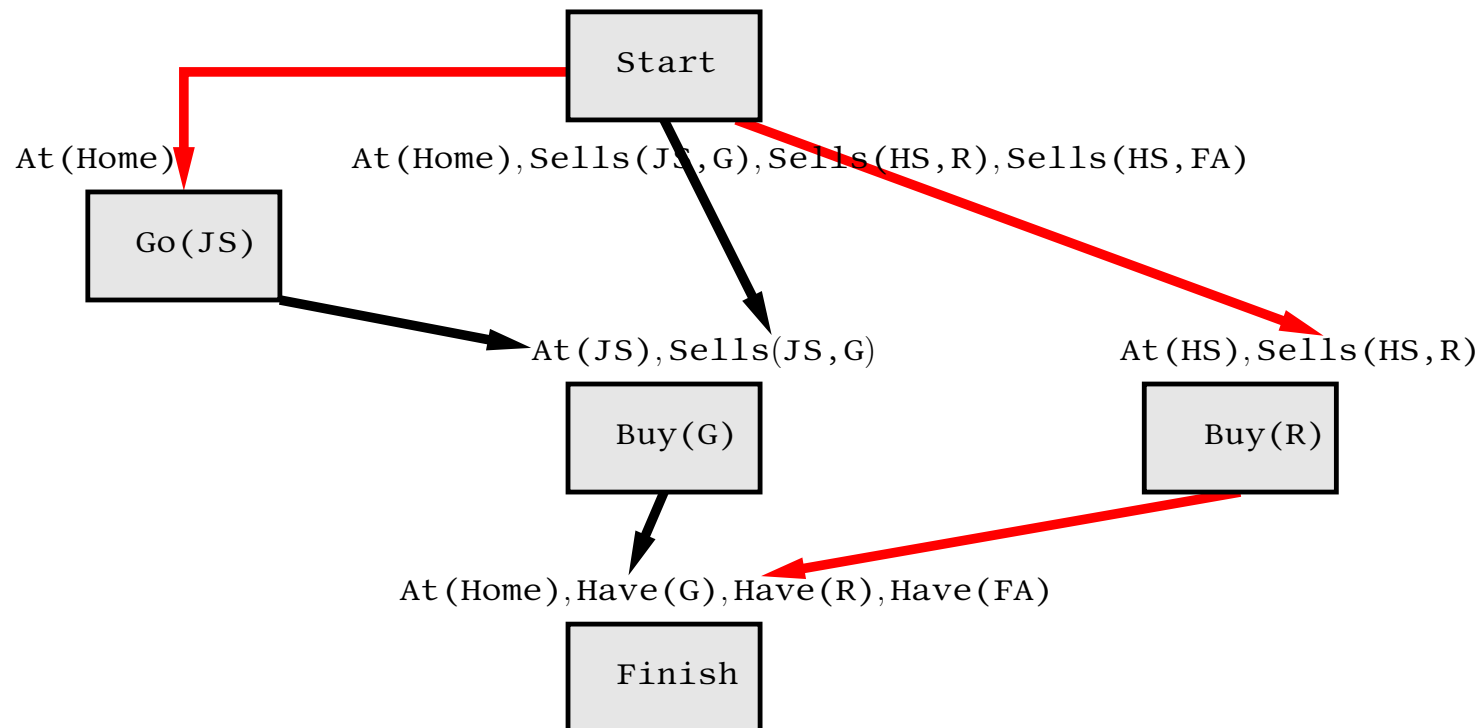 Start
At(Home)
At(Home),Sells(JS,G),Sells(HS,R),Sells(HS,FA)
Go(JS)
At(JS),Sells(JS,G)
At(HS),Sells(HS,R)
Buy(G)
Buy(R)
At(Home),Have(G),Have(R),Have(FA)
Finish